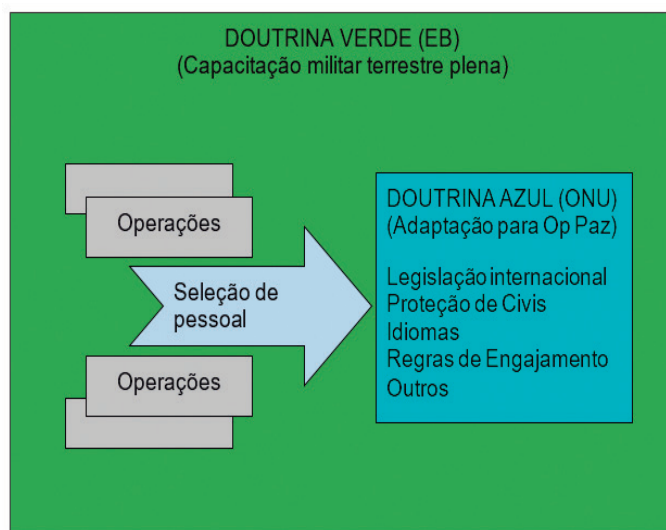 DOUTRINA VERDE (EB)
(Capacitação militar terrestre plena)
Operações
Seleção de
pessoal
Operações
DOUTRINA AZUL (ONU)
(Adaptação para Op Paz)
Legislação internacional
Proteção de Civis
Idiomas
Regras de Engajamento
Outros